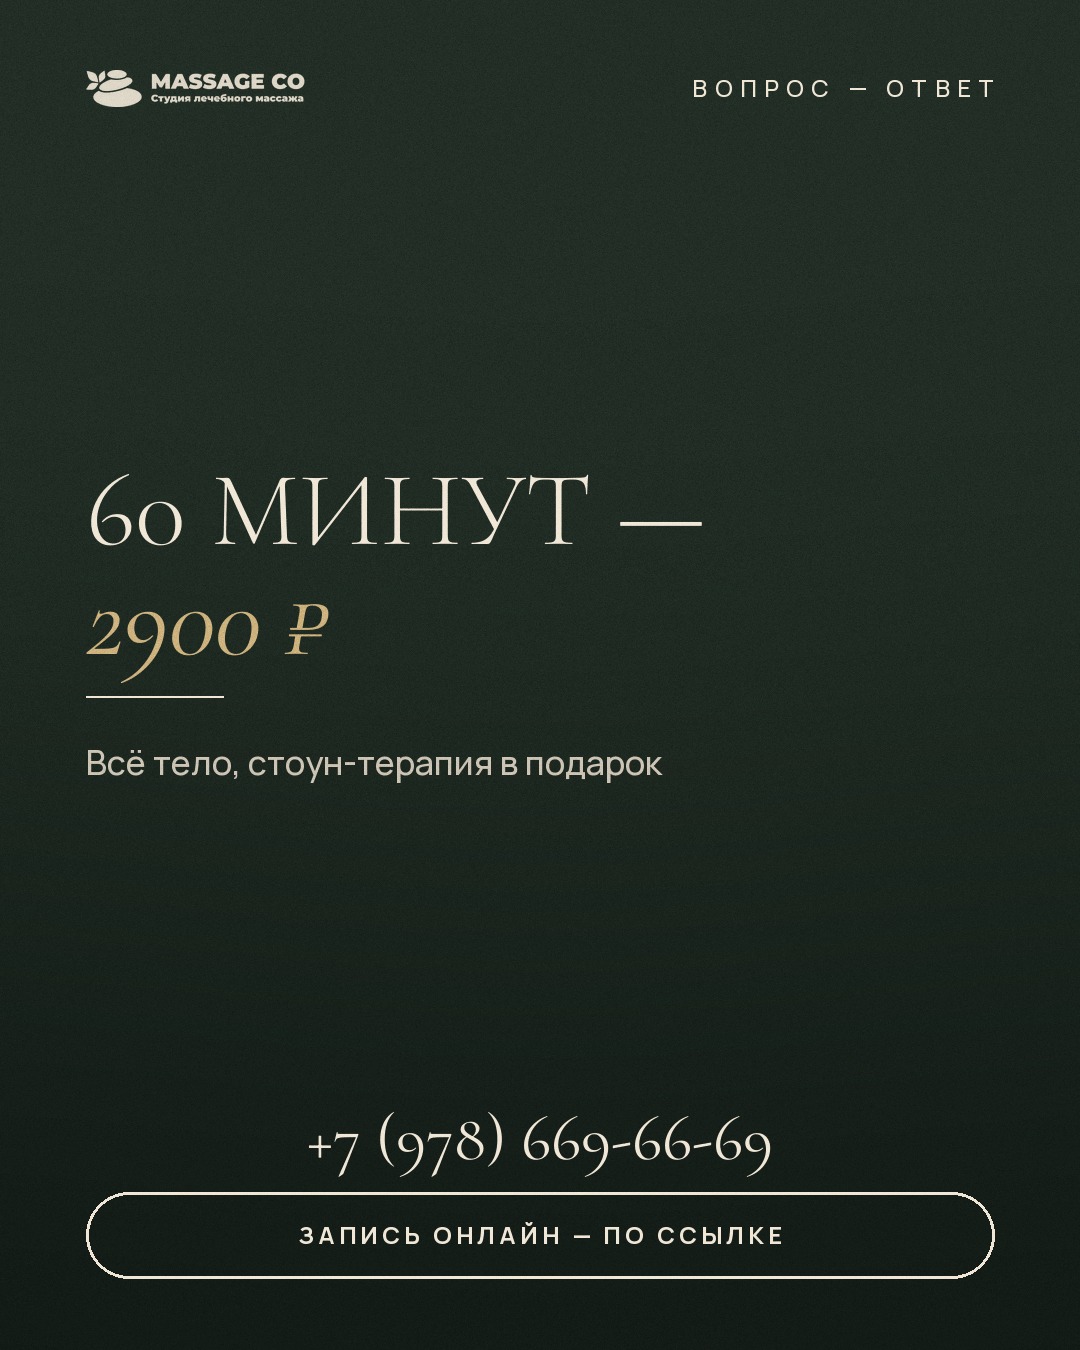 MASSAGE CO
Студия лечебного массажа
ВОПРОС — ОТВЕТ
60 МИНУТ —
2900 ₽
Всё тело, стоун-терапия в подарок
+7 (978) 669-66-69
ЗАПИСЬ ОНЛАЙН — ПО ССЫЛКЕ